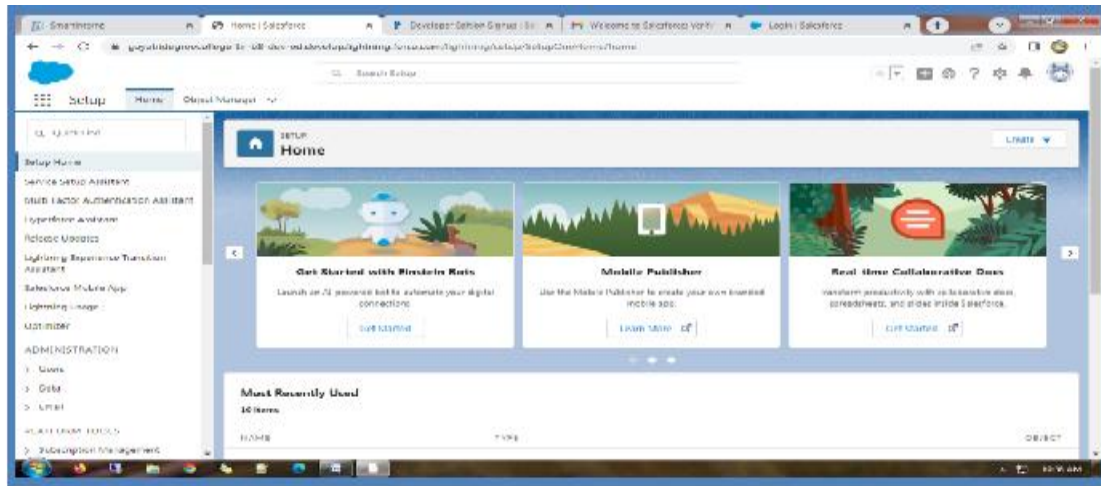 Home | Salesforce
Developer Edition Signup
Welcome to Salesforce: Verify
Login | Salesforce
Search Setup
Setup
Home
Object Manager
Quick Find
Setup Home
Service Setup Assistant
Multi-Factor Authentication Assistant
Hyperforce Assistant
Release Updates
Lightning Experience Transition
Assistant
Salesforce Mobile App
Lightning Usage
Optimizer
ADMINISTRATION
Users
Data
Email
PLATFORM TOOLS
Subscription Management
SETUP
Home
Create
Get Started with Einstein Bots
Launch an AI-powered bot to automate your digital
connections.
Get Started
Mobile Publisher
Use the Mobile Publisher to create your own branded
mobile app.
Learn More
Real-time Collaborative Docs
Transform productivity with collaborative docs,
spreadsheets, and slides inside Salesforce.
Get Started
Most Recently Used
10 items
NAME
TYPE
OBJECT